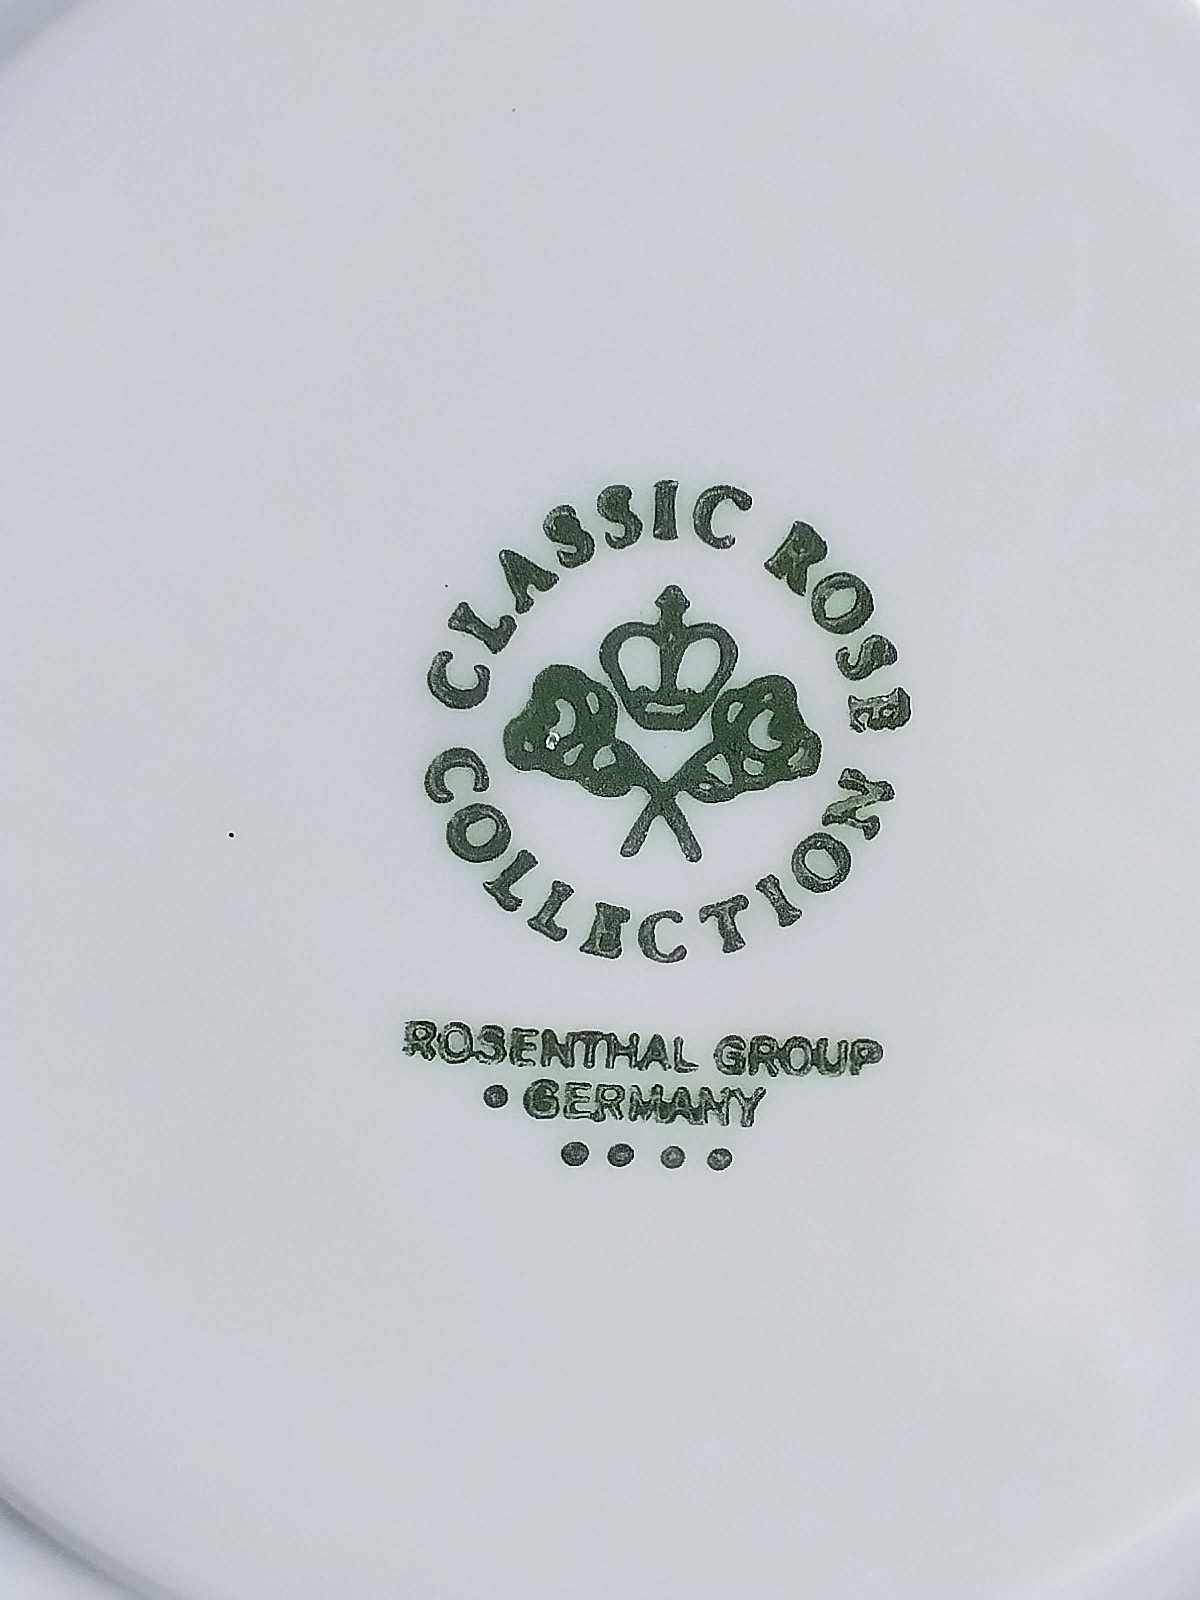 CLASSIC ROSE
COLLECTION
ROSENTHAL GROUP
GERMANY